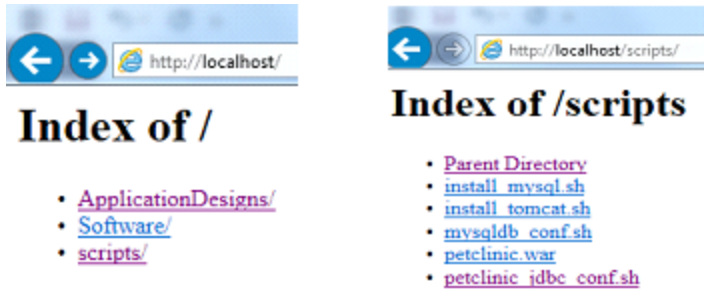 http://localhost/
Index of /
ApplicationDesigns/
Software/
scripts/
http://localhost/scripts/
Index of /scripts
Parent Directory
install_mysql.sh
install_tomcat.sh
mysqldb_conf.sh
petclinic.war
petclinic_jdbc_conf.sh